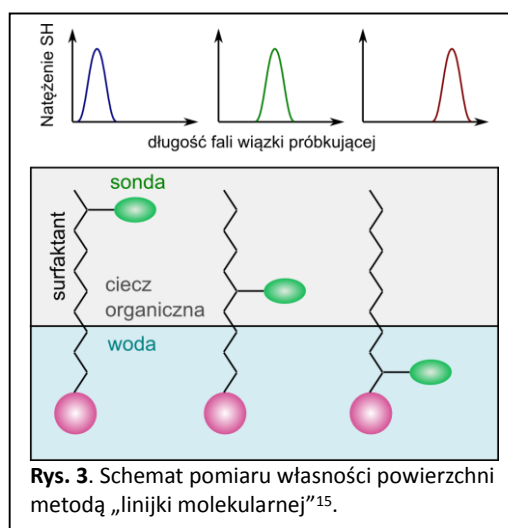 Natężenie SH
długość fali wiązki próbkującej
sonda
surfaktant
ciecz
organiczna
woda
Rys. 3. Schemat pomiaru własności powierzchni
metodą „linijki molekularnej”¹⁵.